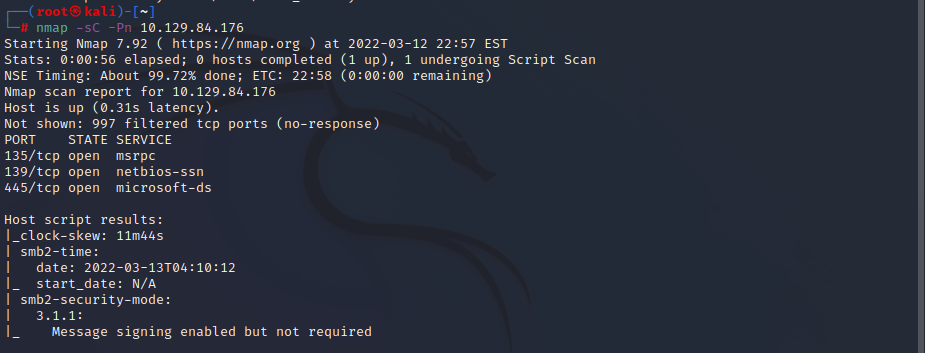 ┌──(root㉿kali)-[~]
└─# nmap -sC -Pn 10.129.84.176
Starting Nmap 7.92 ( https://nmap.org ) at 2022-03-12 22:57 EST
Stats: 0:00:56 elapsed; 0 hosts completed (1 up), 1 undergoing Script Scan
NSE Timing: About 99.72% done; ETC: 22:58 (0:00:00 remaining)
Nmap scan report for 10.129.84.176
Host is up (0.31s latency).
Not shown: 997 filtered tcp ports (no-response)
PORT    STATE SERVICE
135/tcp open  msrpc
139/tcp open  netbios-ssn
445/tcp open  microsoft-ds

Host script results:
|_clock-skew: 11m44s
| smb2-time:
|   date: 2022-03-13T04:10:12
|_  start_date: N/A
| smb2-security-mode:
|   3.1.1:
|_    Message signing enabled but not required